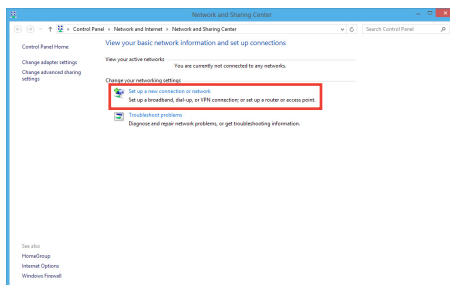 Network and Sharing Center
Control Panel ▸ Network and Internet ▸ Network and Sharing Center
Search Control Panel
Control Panel Home
Change adapter settings
Change advanced sharing
settings
View your basic network information and set up connections
View your active networks
You are currently not connected to any networks.
Change your networking settings
Set up a new connection or network
Set up a broadband, dial-up, or VPN connection; or set up a router or access point.
Troubleshoot problems
Diagnose and repair network problems, or get troubleshooting information.
See also
HomeGroup
Internet Options
Windows Firewall